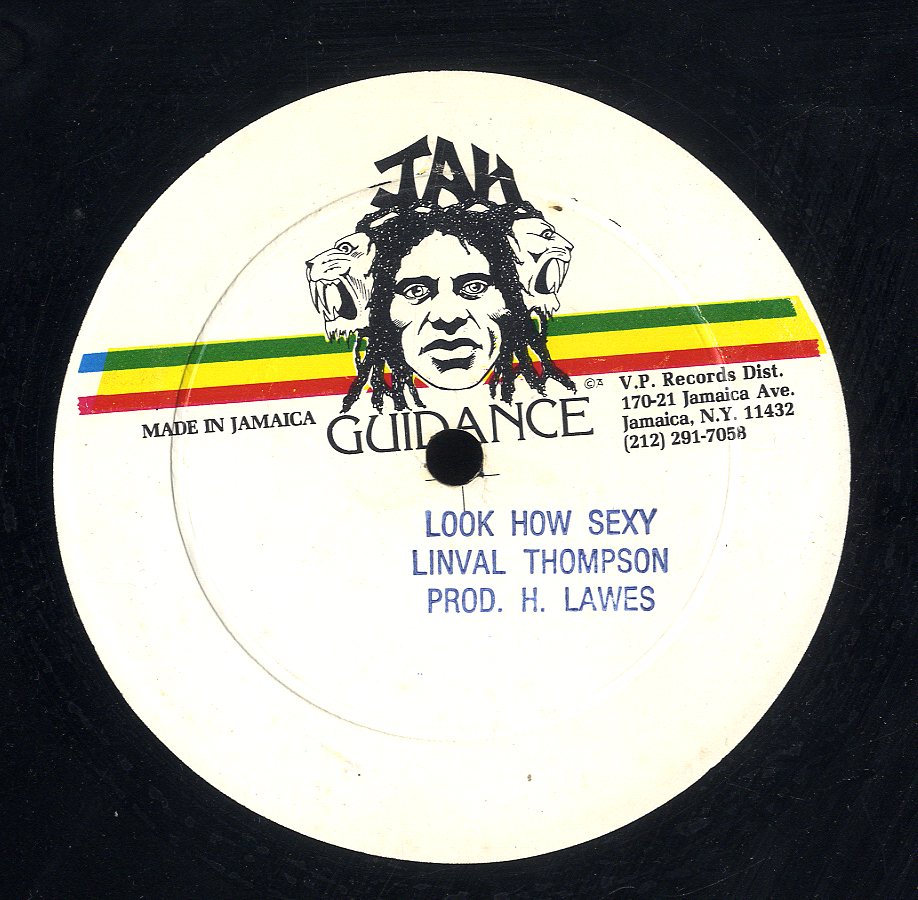 JAH
GUIDANCE
MADE IN JAMAICA
V.P. Records Dist.
170-21 Jamaica Ave.
Jamaica, N.Y. 11432
(212) 291-7058
LOOK HOW SEXY
LINVAL THOMPSON
PROD. H. LAWES